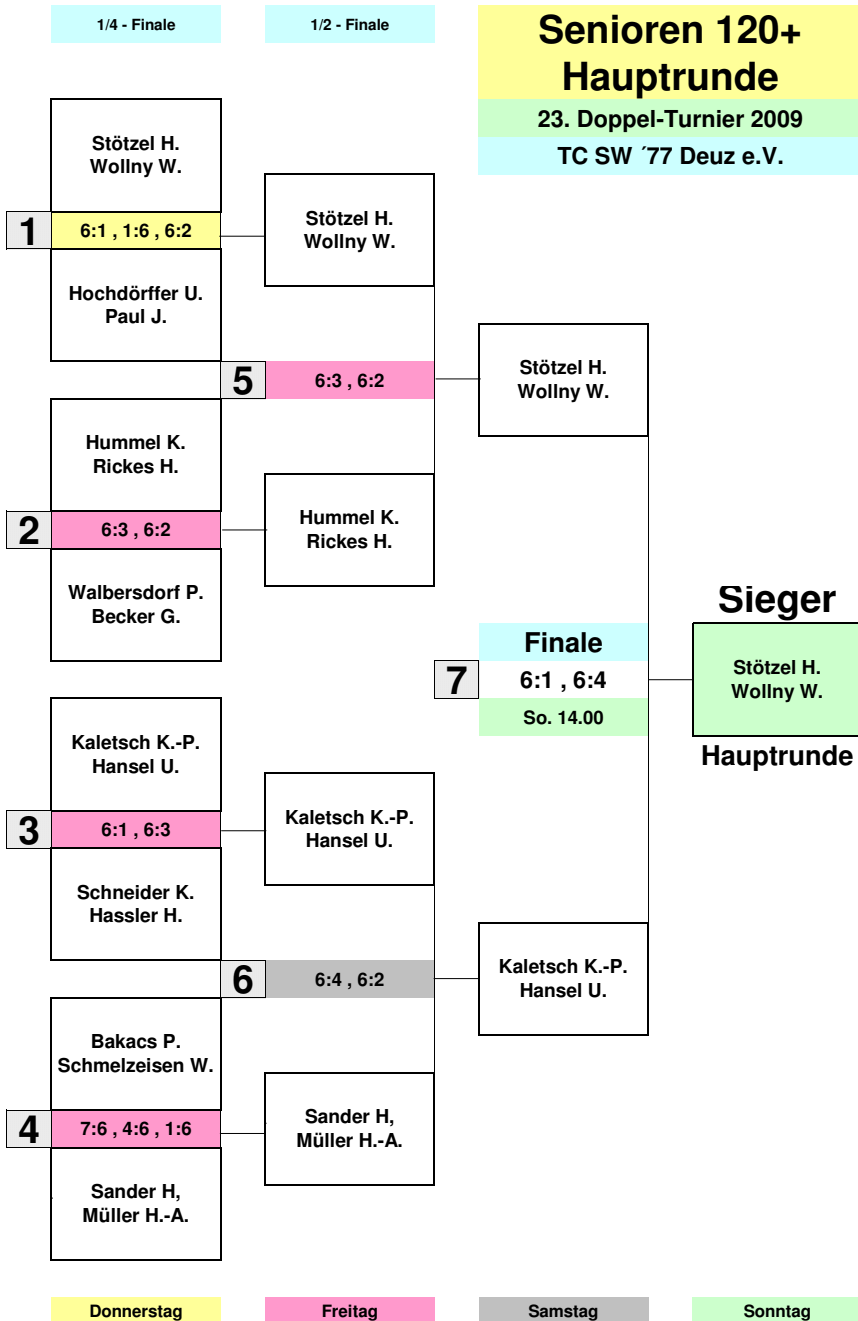 1/4 - Finale
1/2 - Finale
Senioren 120+
Hauptrunde
23. Doppel-Turnier 2009
TC SW ´77 Deuz e.V.
Stötzel H.
Wollny W.
1
6:1 , 1:6 , 6:2
Hochdörffer U.
Paul J.
Stötzel H.
Wollny W.
5
6:3 , 6:2
Stötzel H.
Wollny W.
Hummel K.
Rickes H.
2
6:3 , 6:2
Walbersdorf P.
Becker G.
Hummel K.
Rickes H.
Sieger
Finale
7
6:1 , 6:4
So. 14.00
Stötzel H.
Wollny W.
Hauptrunde
Kaletsch K.-P.
Hansel U.
3
6:1 , 6:3
Schneider K.
Hassler H.
Kaletsch K.-P.
Hansel U.
6
6:4 , 6:2
Kaletsch K.-P.
Hansel U.
Bakacs P.
Schmelzeisen W.
4
7:6 , 4:6 , 1:6
Sander H,
Müller H.-A.
Sander H,
Müller H.-A.
Donnerstag
Freitag
Samstag
Sonntag